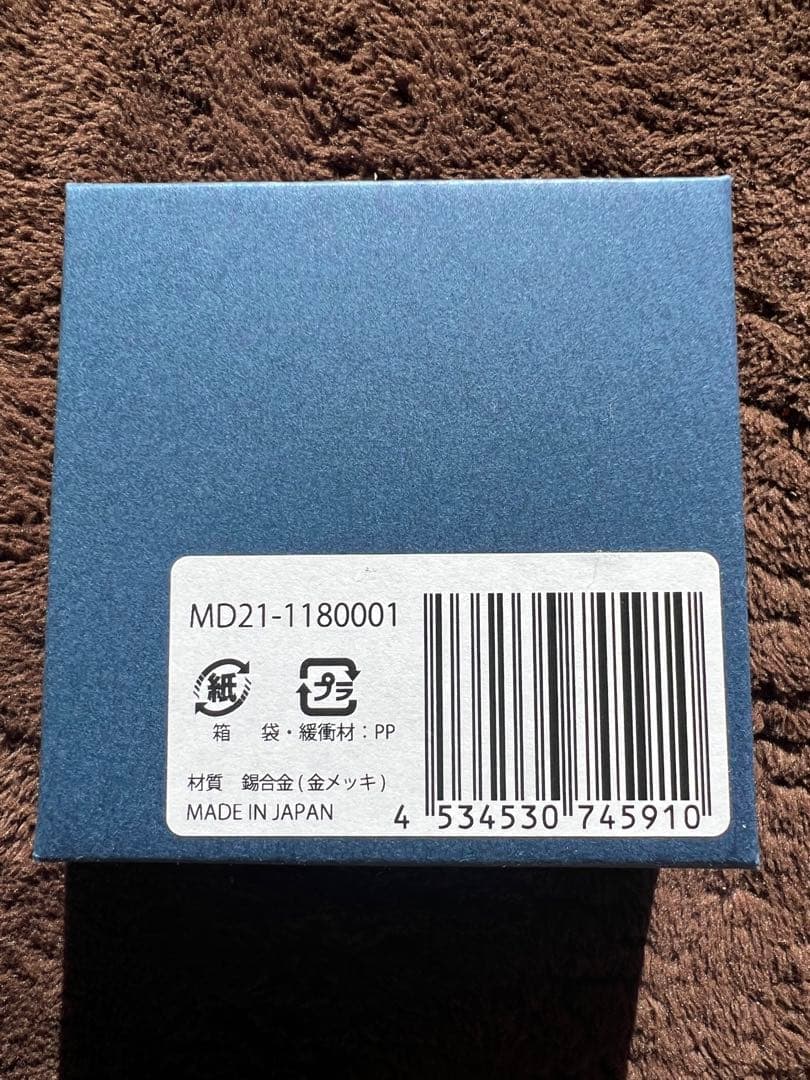 MD21-1180001
紙 プラ
箱 袋・緩衝材：PP
材質 錫合金(金メッキ)
MADE IN JAPAN
4 534530 745910